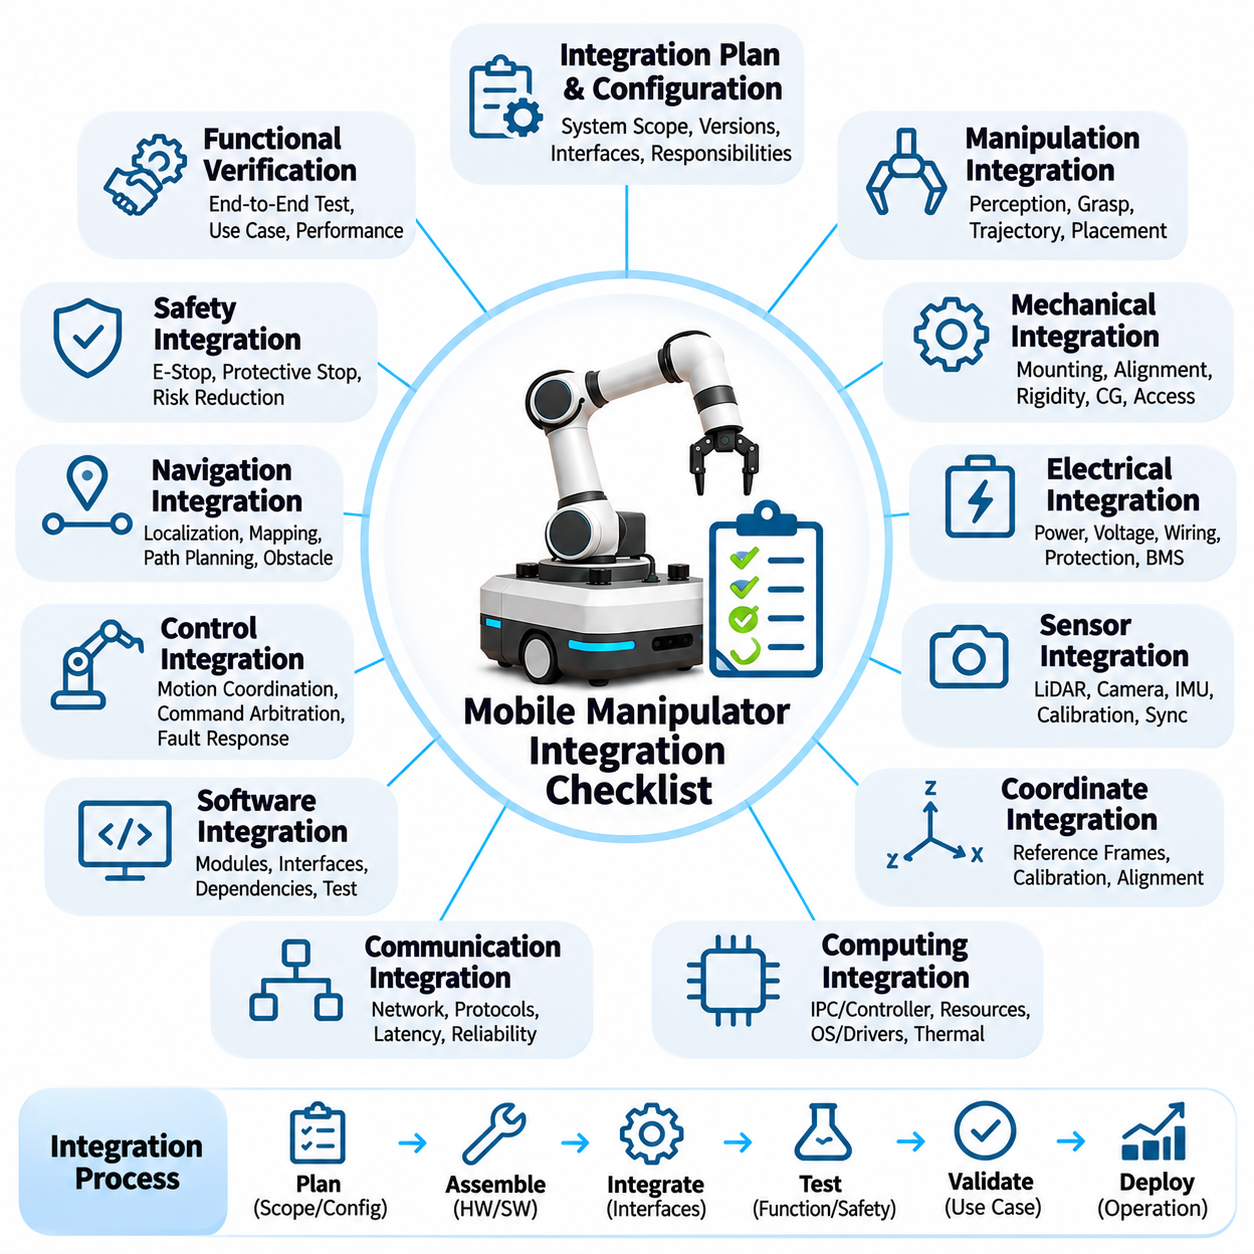 Integration Plan
& Configuration
System Scope, Versions,
Interfaces, Responsibilities
Functional
Verification
End-to-End Test,
Use Case, Performance
Manipulation
Integration
Perception, Grasp,
Trajectory, Placement
Safety
Integration
E-Stop, Protective Stop,
Risk Reduction
Mechanical
Integration
Mounting, Alignment,
Rigidity, CG, Access
Navigation
Integration
Localization, Mapping,
Path Planning, Obstacle
Electrical
Integration
Power, Voltage, Wiring,
Protection, BMS
Control
Integration
Motion Coordination,
Command Arbitration,
Fault Response
Sensor
Integration
LiDAR, Camera, IMU,
Calibration, Sync
Mobile Manipulator
Integration
Checklist
</>
Software
Integration
Modules, Interfaces,
Dependencies, Test
Z
X
Coordinate
Integration
Reference Frames,
Calibration, Alignment
Communication
Integration
Network, Protocols,
Latency, Reliability
Computing
Integration
IPC/Controller, Resources,
OS/Drivers, Thermal
Integration
Process
Plan
(Scope/Config)
Assemble
(HW/SW)
Integrate
(Interfaces)
Test
(Function/Safety)
Validate
(Use Case)
Deploy
(Operation)